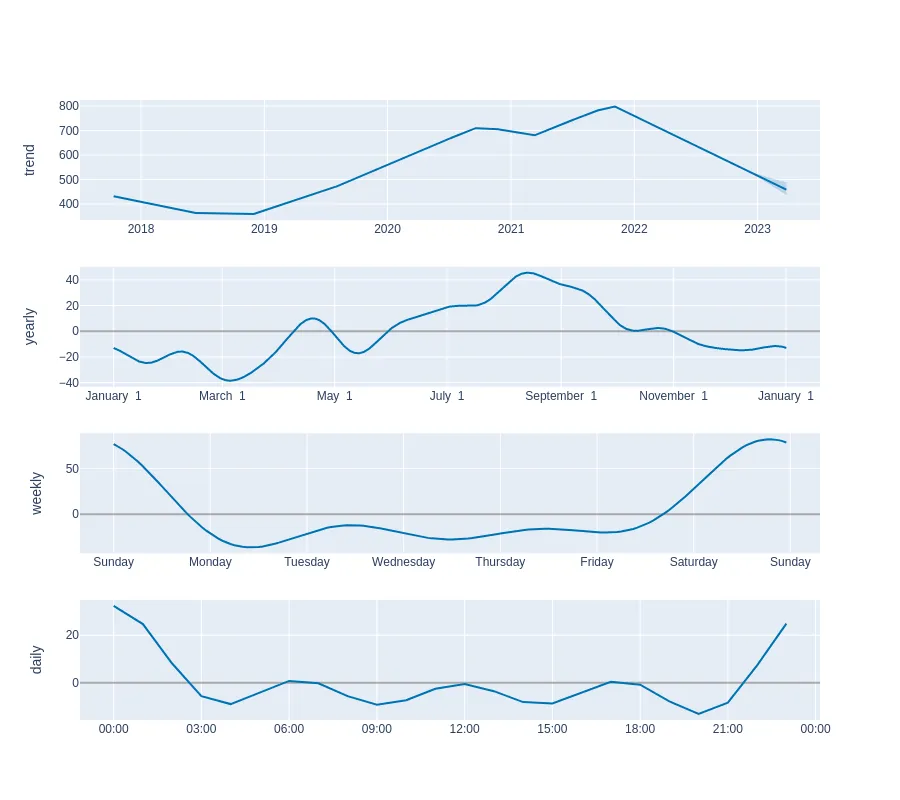 trend
800
700
600
500
400
2018 2019 2020 2021 2022 2023
yearly
40
20
0
−20
−40
January 1 March 1 May 1 July 1 September 1 November 1 January 1
weekly
50
0
Sunday Monday Tuesday Wednesday Thursday Friday Saturday Sunday
daily
20
0
00:00 03:00 06:00 09:00 12:00 15:00 18:00 21:00 00:00